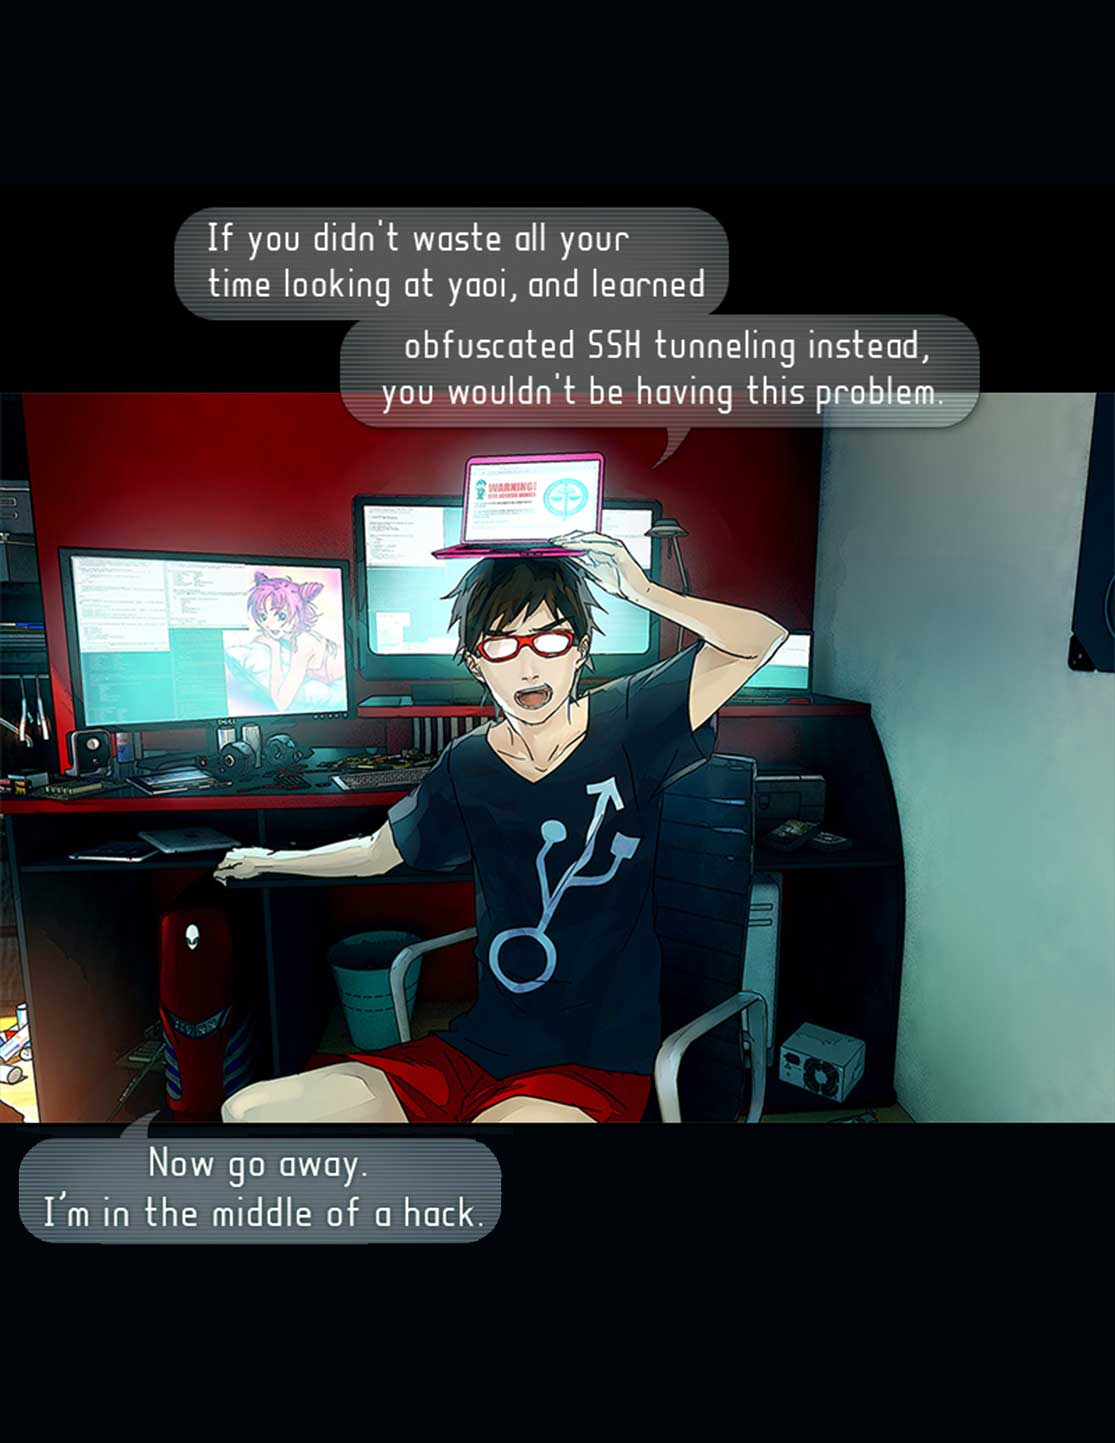 If you didn't waste all your
time looking at yaoi, and learned
obfuscated SSH tunneling instead,
you wouldn't be having this problem.
WARNING!
DELL
Now go away.
I'm in the middle of a hack.